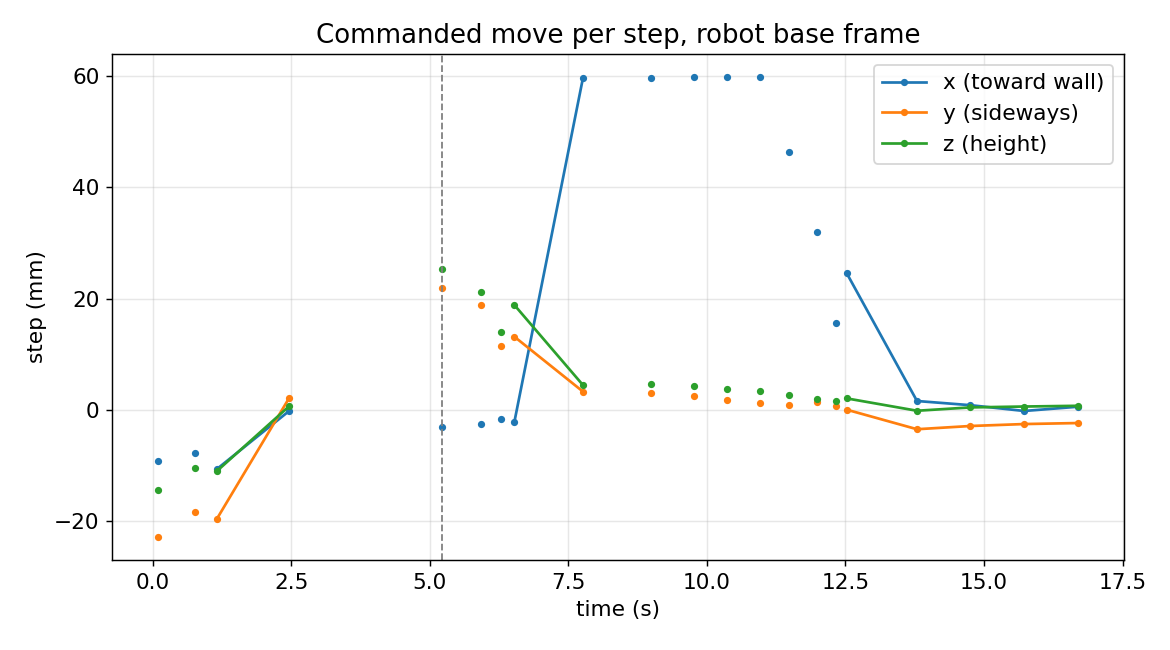 Commanded move per step, robot base frame
x (toward wall)
y (sideways)
z (height)
60
40
20
0
−20
step (mm)
0.0 2.5 5.0 7.5 10.0 12.5 15.0 17.5
time (s)